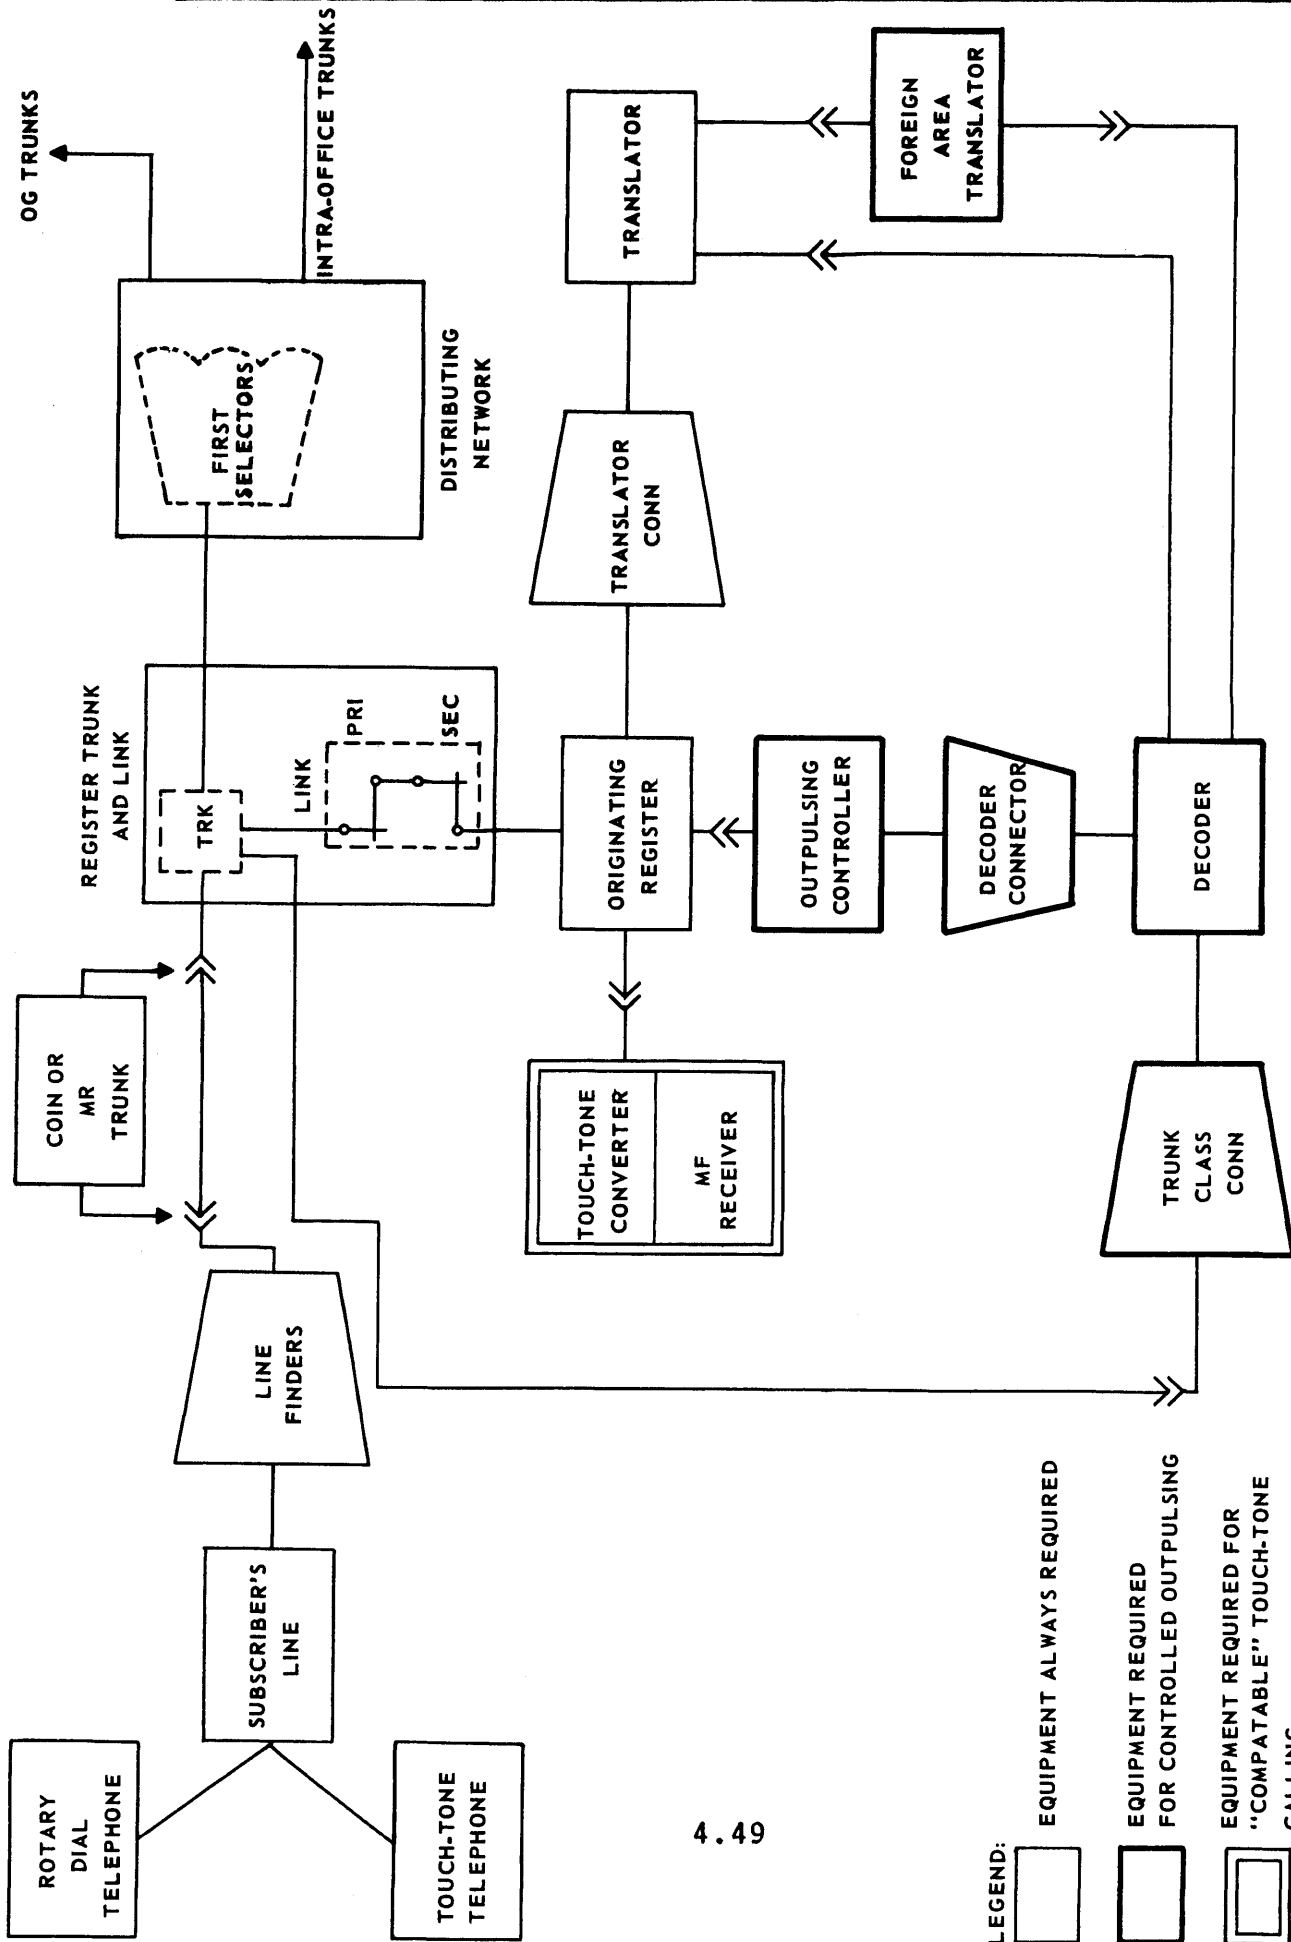 ROTARY
DIAL
TELEPHONE
TOUCH-TONE
TELEPHONE
SUBSCRIBER'S
LINE
LINE
FINDERS
COIN OR
MR
TRUNK
REGISTER TRUNK
AND LINK
TRK
LINK
PRI
SEC
FIRST
SELECTORS
DISTRIBUTING
NETWORK
OG TRUNKS
INTRA-OFFICE TRUNKS
TOUCH-TONE
CONVERTER
MF
RECEIVER
ORIGINATING
REGISTER
TRANSLATOR
CONN
TRANSLATOR
FOREIGN
AREA
TRANSLATOR
OUTPULSING
CONTROLLER
DECODER
CONNECTOR
DECODER
TRUNK
CLASS
CONN
LEGEND:
EQUIPMENT ALWAYS REQUIRED
EQUIPMENT REQUIRED
FOR CONTROLLED OUTPULSING
EQUIPMENT REQUIRED FOR
"COMPATABLE" TOUCH-TONE
CALLING
4.49